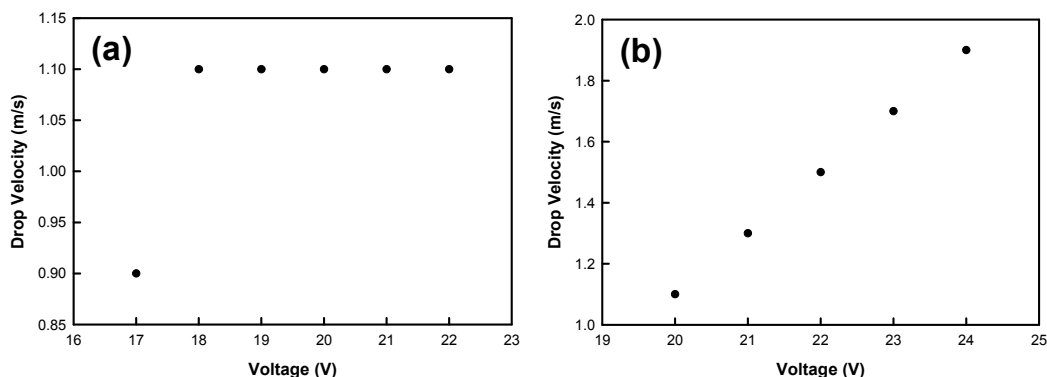 (a)
Drop Velocity (m/s)
1.15
1.10
1.05
1.00
0.95
0.90
0.85
16 17 18 19 20 21 22 23
Voltage (V)
(b)
Drop Velocity (m/s)
2.0
1.8
1.6
1.4
1.2
1.0
19 20 21 22 23 24 25
Voltage (V)